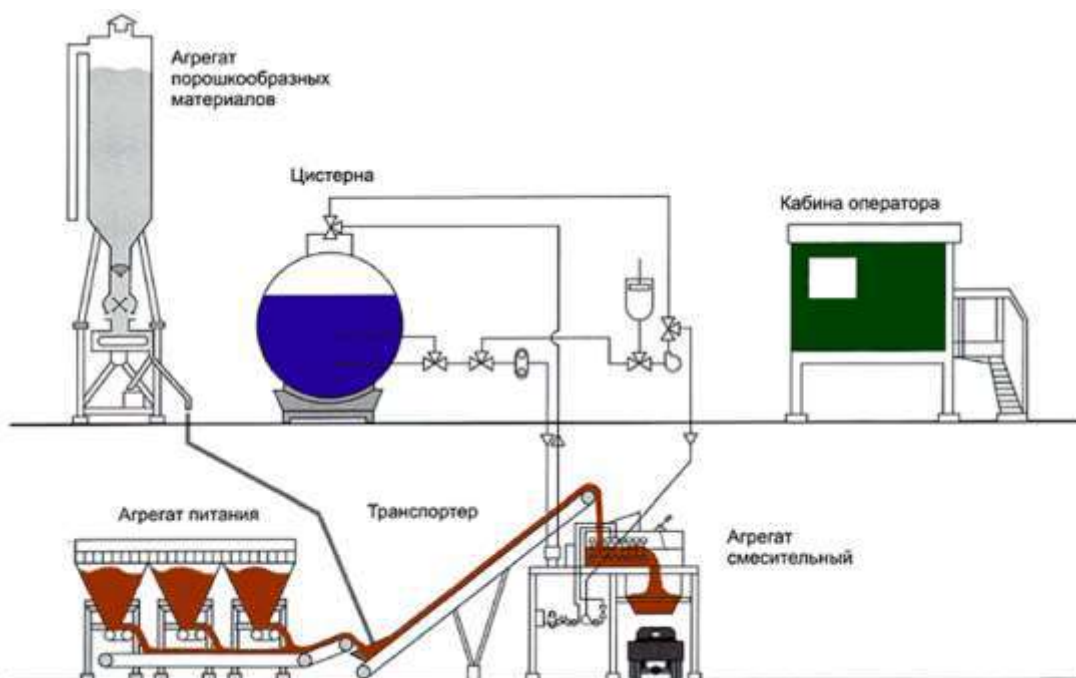 Агрегат
порошкообразных
материалов
Цистерна
Кабина оператора
Агрегат питания
Транспортер
Агрегат
смесительный